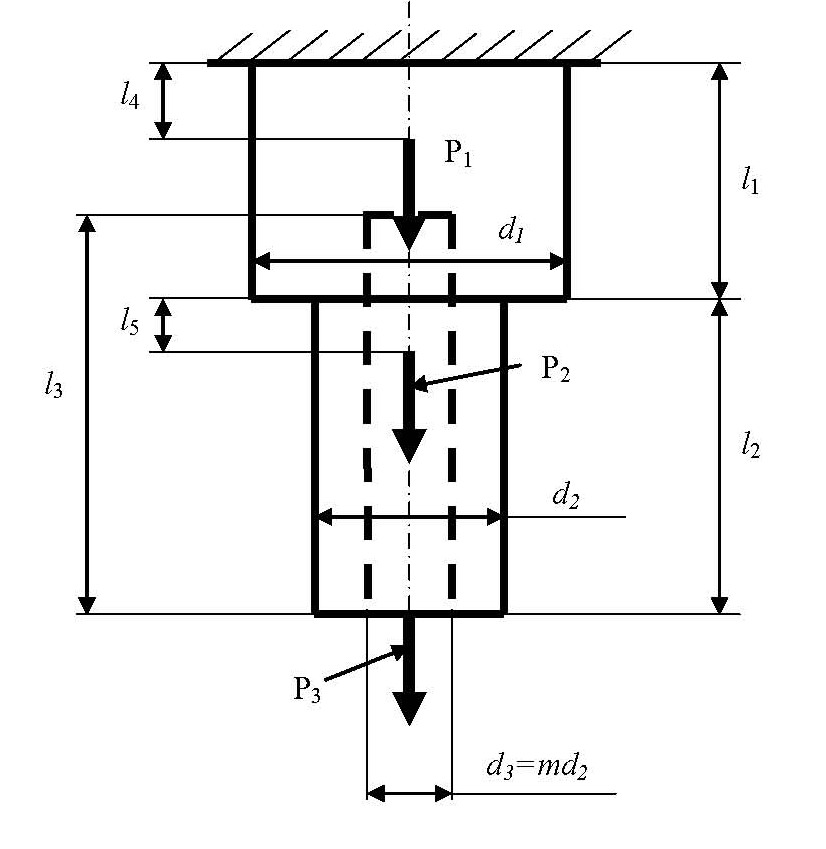 l₄
P₁
l₁
d₁
l₅
P₂
l₃
l₂
d₂
P₃
d₃=md₂